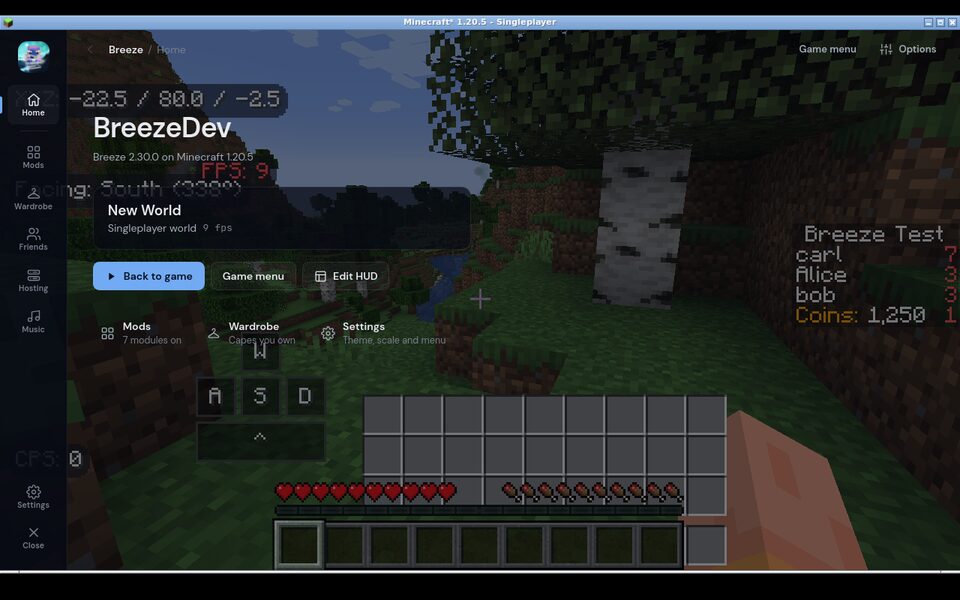 Minecraft* 1.20.5 - Singleplayer
Breeze / Home
Game menu
Options
Home
-22.5 / 80.0 / -2.5
BreezeDev
Breeze 2.30.0 on Minecraft 1.20.5
FPS: 9
Mods
Facing: South (338°)
Wardrobe
New World
Singleplayer world 9 fps
Friends
Breeze Test
carl 7
Alice 3
bob 3
Coins: 1,250 1
Back to game
Game menu
Edit HUD
Hosting
Music
Mods
7 modules on
Wardrobe
Capes you own
Settings
Theme, scale and menu
W
A S D
^
CPS: 0
Settings
Close